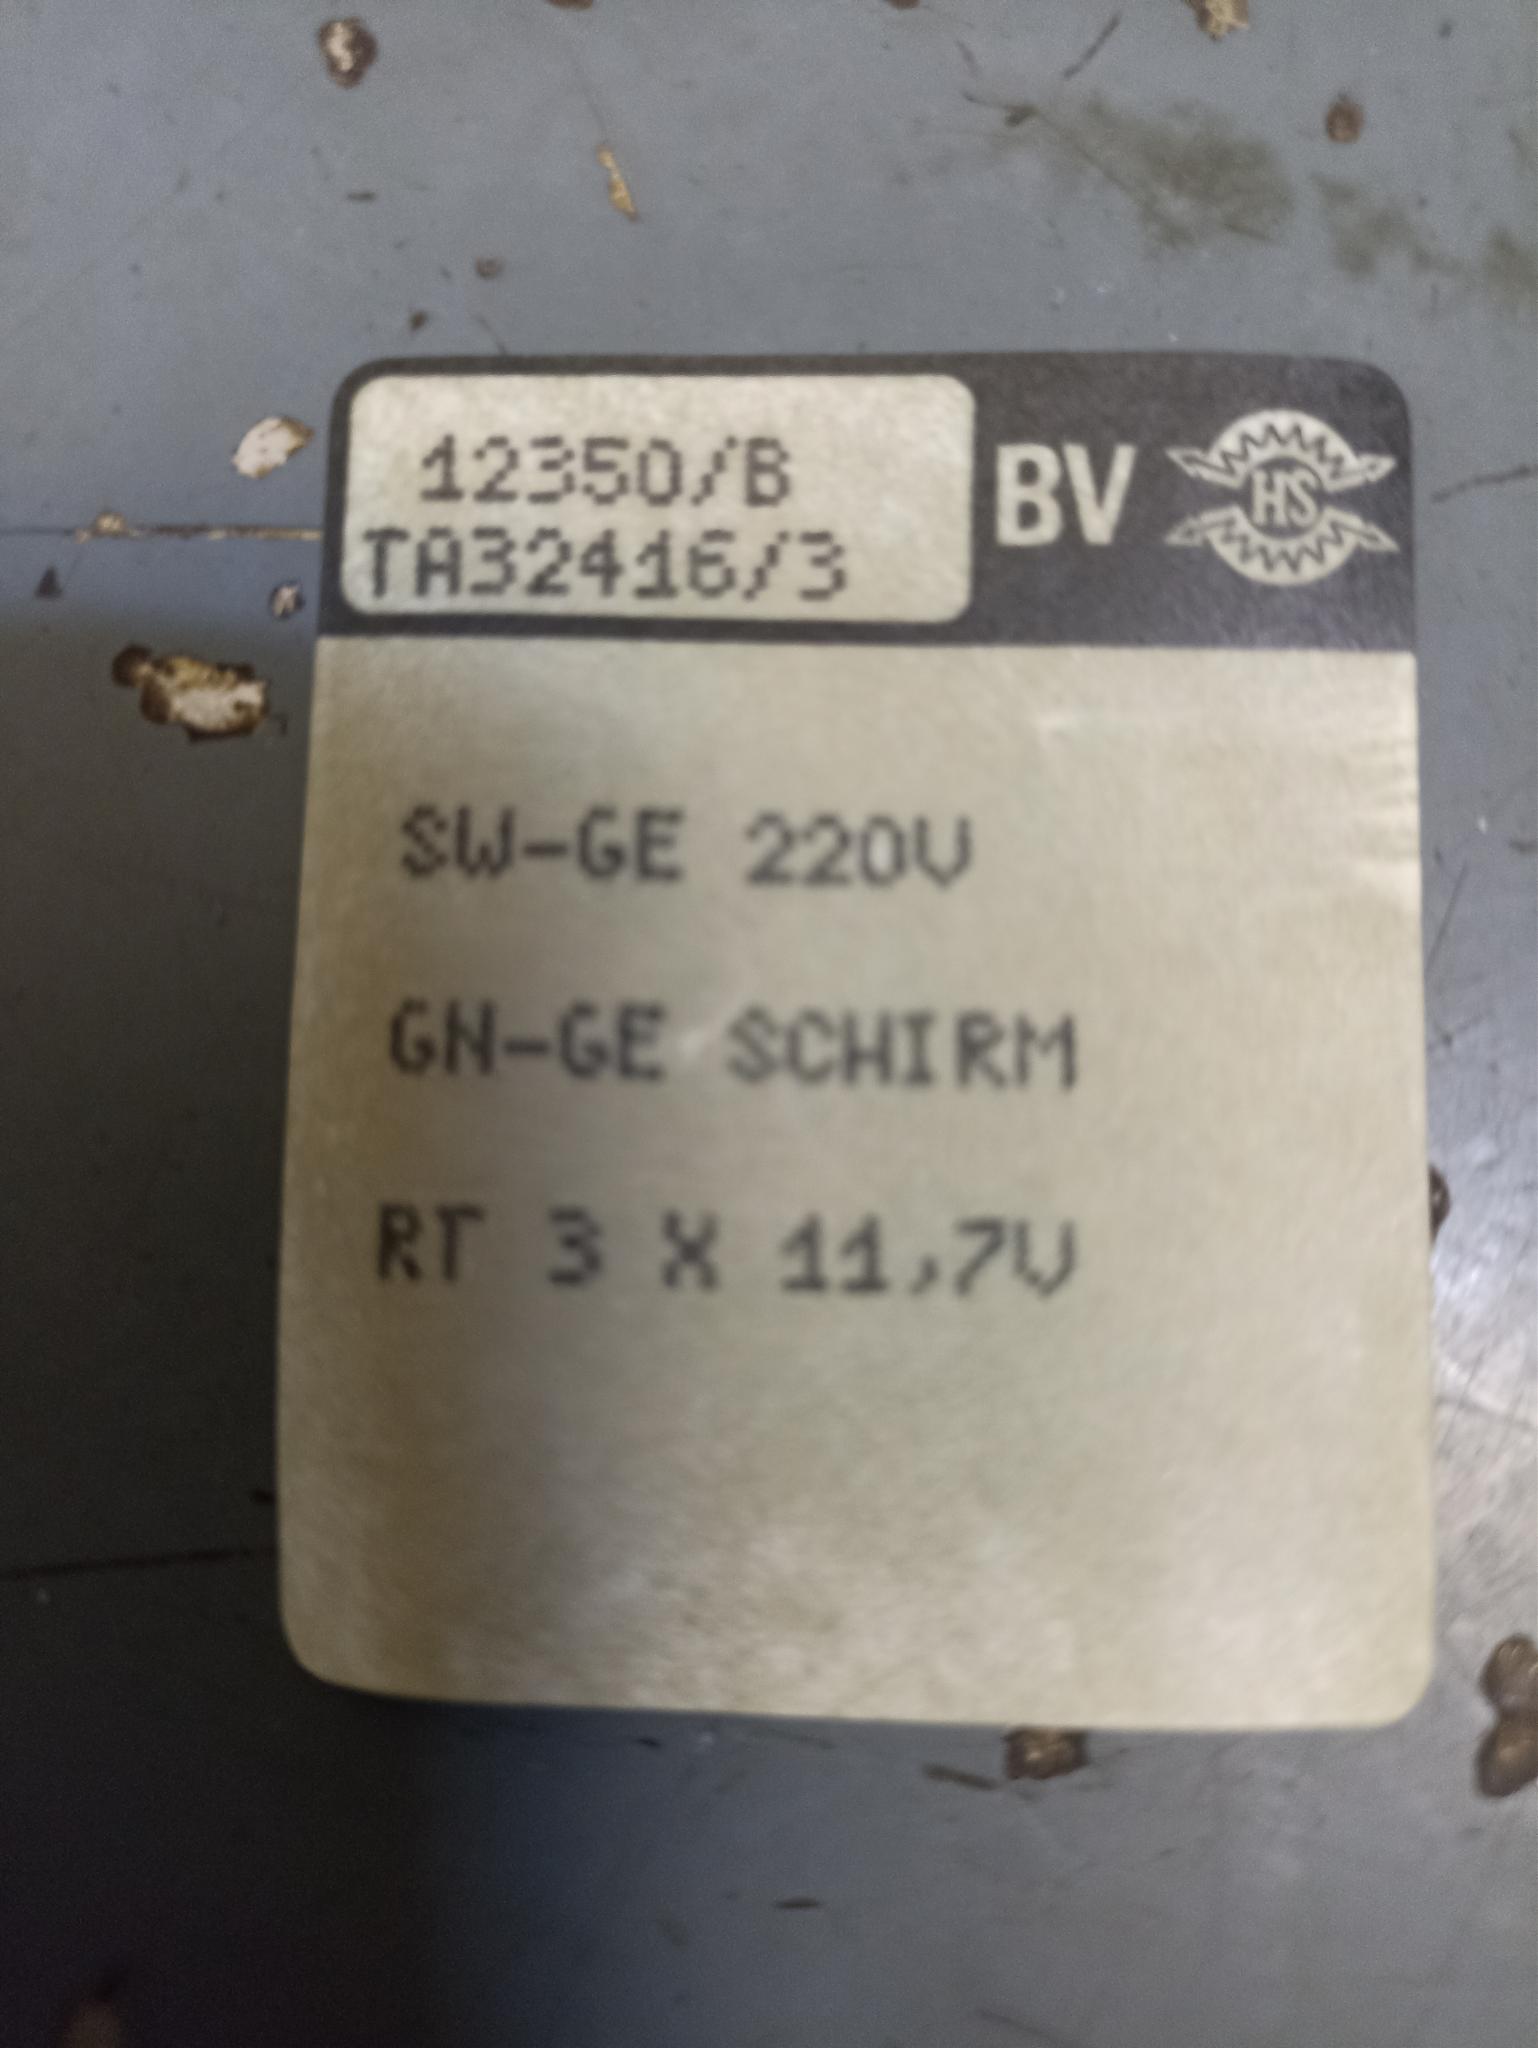 12350/B
TA32416/3
BV HS
SW-GE 220V
GN-GE SCHIRM
RT 3 X 11,7V